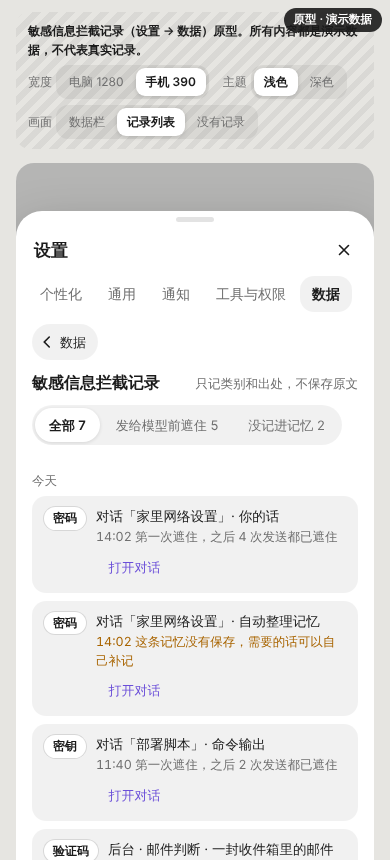 原型 · 演示数据
敏感信息拦截记录（设置 → 数据）原型。所有内容都是演示数
据，不代表真实记录。
宽度 电脑 1280 手机 390 主题 浅色 深色
画面 数据栏 记录列表 没有记录
设置
个性化 通用 通知 工具与权限 数据
数据
敏感信息拦截记录 只记类别和出处，不保存原文
全部 7 发给模型前遮住 5 没记进记忆 2
今天
密码 对话「家里网络设置」· 你的话
14:02 第一次遮住，之后 4 次发送都已遮住
打开对话
密码 对话「家里网络设置」· 自动整理记忆
14:02 这条记忆没有保存，需要的话可以自
己补记
打开对话
密钥 对话「部署脚本」· 命令输出
11:40 第一次遮住，之后 2 次发送都已遮住
打开对话
验证码 后台 · 邮件判断 · 一封收件箱里的邮件